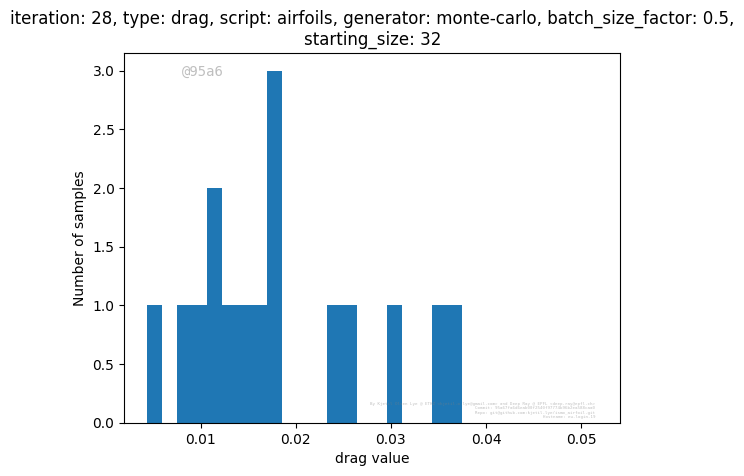 iteration: 28, type: drag, script: airfoils, generator: monte-carlo, batch_size_factor: 0.5,
starting_size: 32
@95a6
3.0
2.5
2.0
1.5
1.0
0.5
0.0
Number of samples
0.01
0.02
0.03
0.04
0.05
drag value